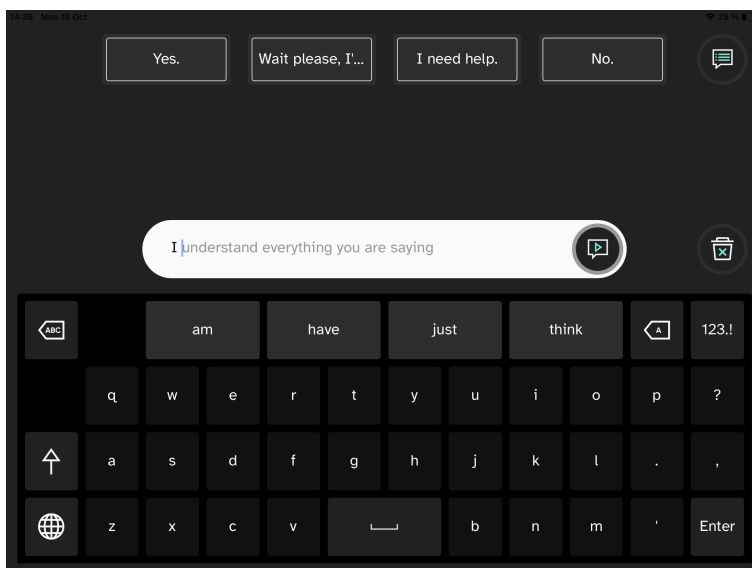 14:38 Mon 18 Oct 28 %
Yes. Wait please, I'... I need help. No.
I understand everything you are saying
ABC am have just think A 123.!
q w e r t y u i o p ?
a s d f g h j k l . ,
z x c v b n m ' Enter